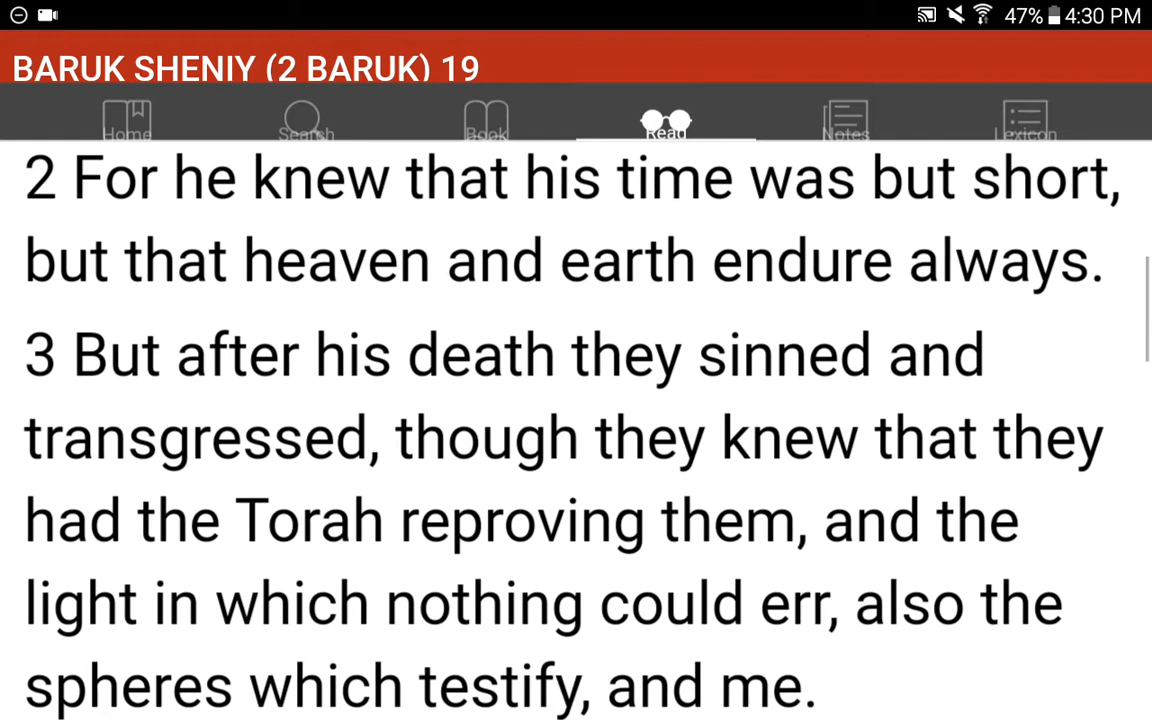 47% 4:30 PM
BARUK SHENIY (2 BARUK) 19
Home Search Book Read Notes Lexicon
2 For he knew that his time was but short,
but that heaven and earth endure always.
3 But after his death they sinned and
transgressed, though they knew that they
had the Torah reproving them, and the
light in which nothing could err, also the
spheres which testify, and me.